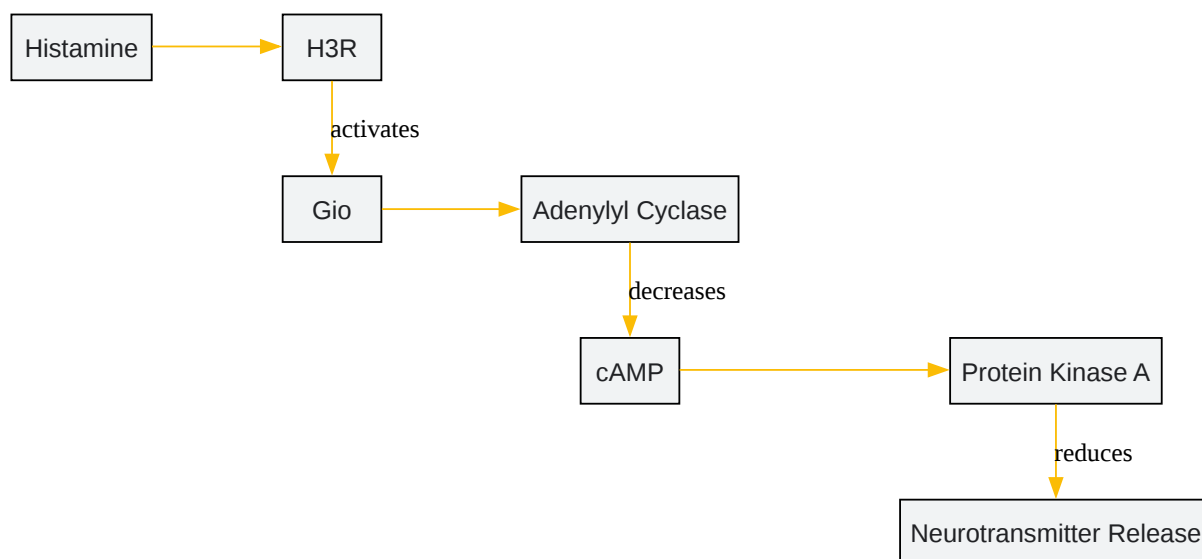 Histamine
H3R
activates
Gio
Adenylyl Cyclase
decreases
cAMP
Protein Kinase A
reduces
Neurotransmitter Release